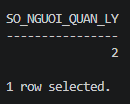 SO_NGUOI_QUAN_LY
----------------
2
1 row selected.